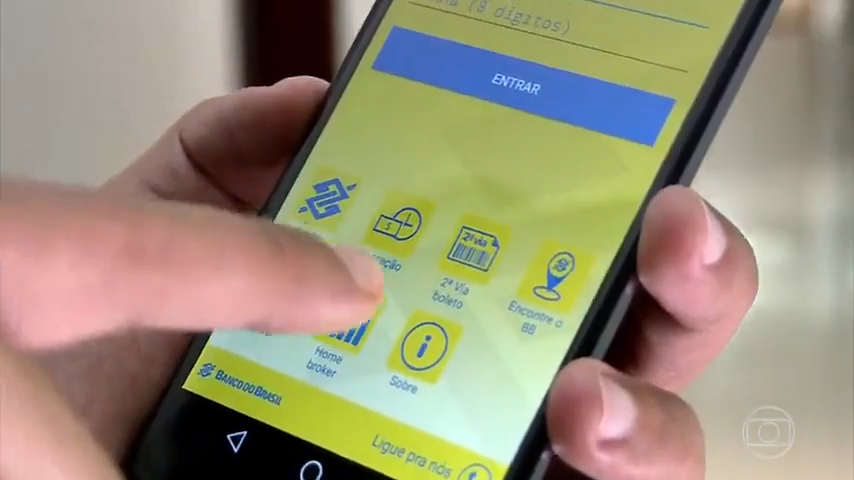 (8 dígitos)
ENTRAR
2ª via
2ª Via
boleto
Encontre o
BB
Home
broker
i
Sobre
BANCO DO BRASIL
Ligue pra nós